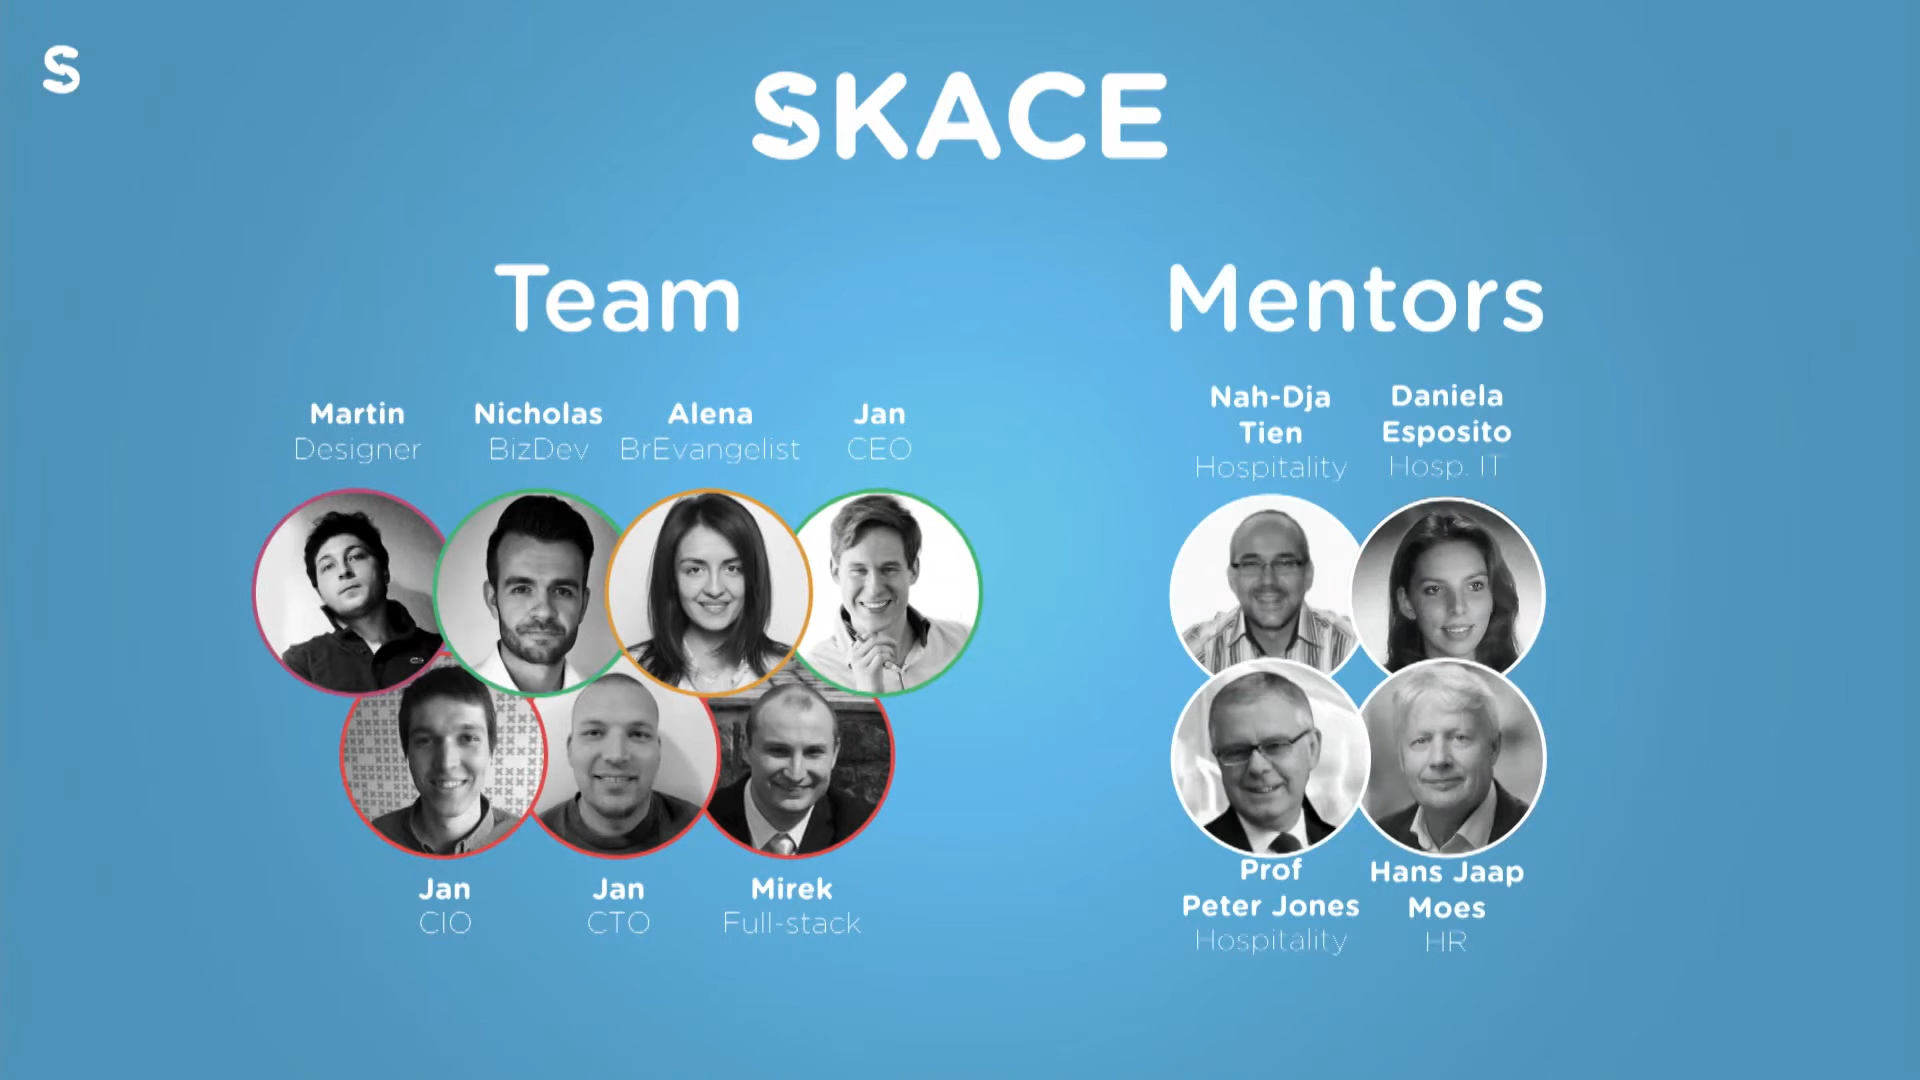 S
SKACE
Team
Martin
Designer
Nicholas
BizDev
Alena
BrEvangelist
Jan
CEO
Jan
CIO
Jan
CTO
Mirek
Full-stack
Mentors
Nah-Dja
Tien
Hospitality
Daniela
Esposito
Hosp. IT
Prof
Peter Jones
Hospitality
Hans Jaap
Moes
HR